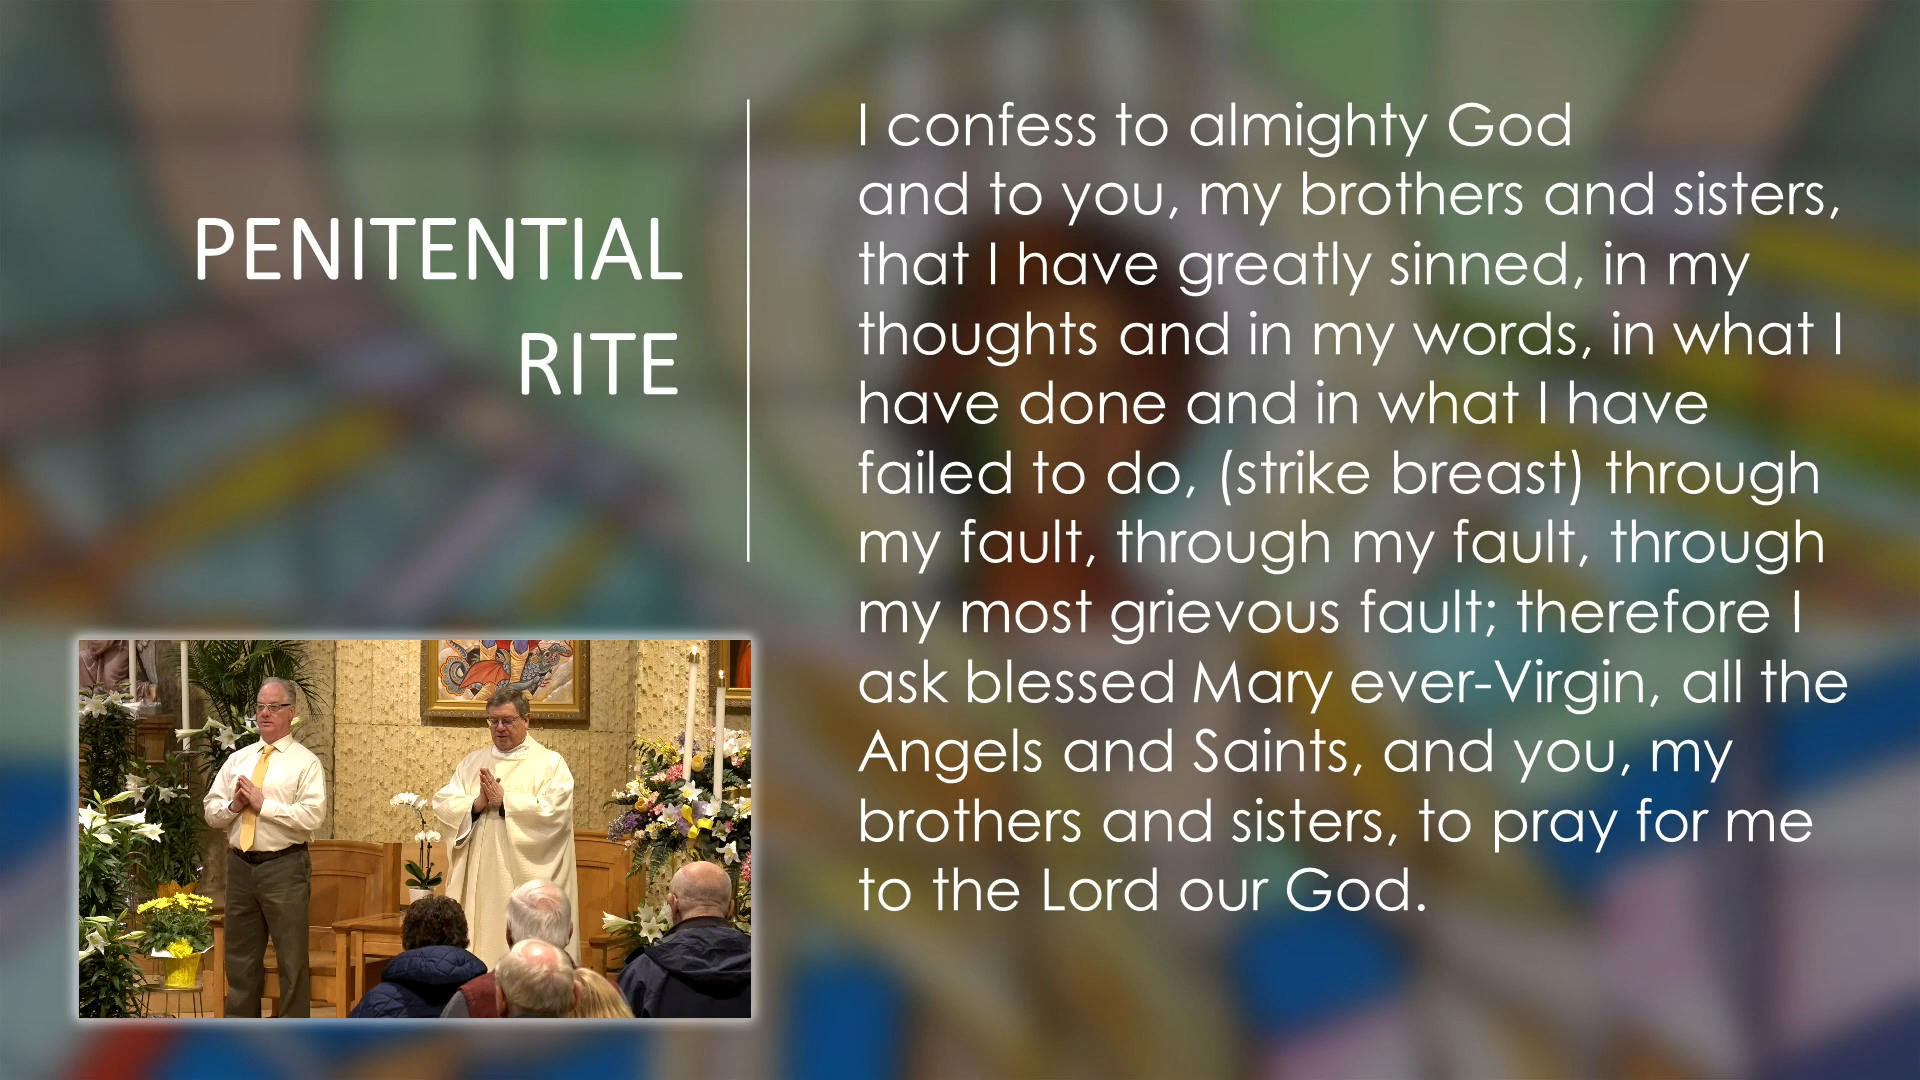 PENITENTIAL
RITE
I confess to almighty God
and to you, my brothers and sisters,
that I have greatly sinned, in my
thoughts and in my words, in what I
have done and in what I have
failed to do, (strike breast) through
my fault, through my fault, through
my most grievous fault; therefore I
ask blessed Mary ever-Virgin, all the
Angels and Saints, and you, my
brothers and sisters, to pray for me
to the Lord our God.